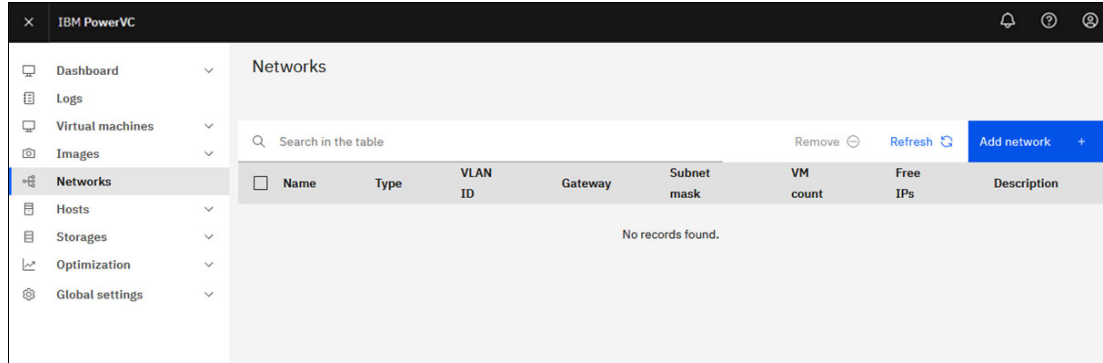 IBM PowerVC
Dashboard
Logs
Virtual machines
Images
Networks
Hosts
Storages
Optimization
Global settings
Networks
Search in the table
Remove
Refresh
Add network +
Name Type VLAN ID Gateway Subnet mask VM count Free IPs Description
No records found.